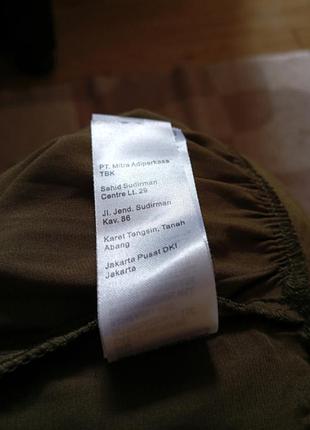 PT. Mitra Adiperkasa
TBK
Sahid Sudirman
Centre Lt. 29
Jl. Jend. Sudirman
Kav. 86
Karet Tengsin, Tanah
Abang
Jakarta Pusat DKI
Jakarta